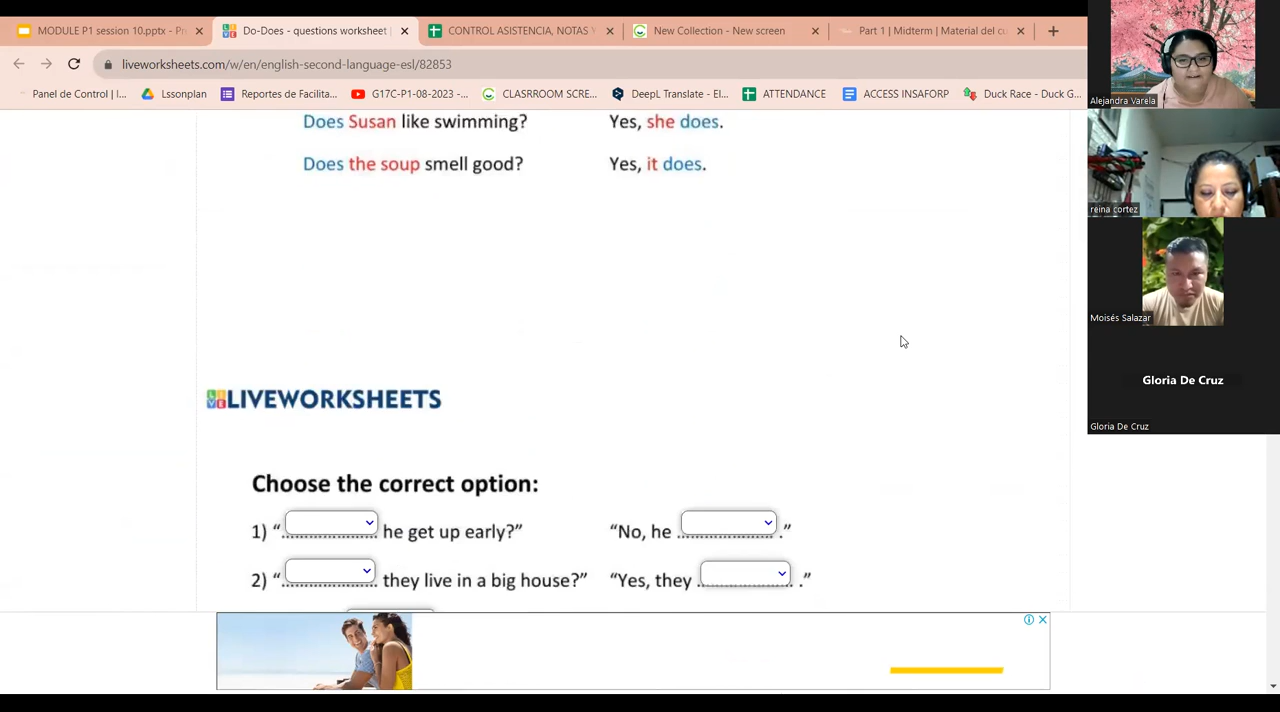 MODULE P1 session 10.pptx - Pr
Do-Does - questions worksheet |
CONTROL ASISTENCIA, NOTAS Y
New Collection - New screen
Part 1 | Midterm | Material del cu
liveworksheets.com/w/en/english-second-language-esl/82853
Panel de Control | I...
Lssonplan
Reportes de Facilita...
G17C-P1-08-2023 -...
CLASSROOM SCRE...
DeepL Translate - El...
ATTENDANCE
ACCESS INSAFORP
Duck Race - Duck G...
Alejandra Varela
reina cortez
Moisés Salazar
Gloria De Cruz
Gloria De Cruz
Does Susan like swimming? Yes, she does.
Does the soup smell good? Yes, it does.
LIVE LIVEWORKSHEETS
Choose the correct option:
1) “........................ he get up early?” “No, he ........................ .”
2) “........................ they live in a big house?” “Yes, they ........................ .”